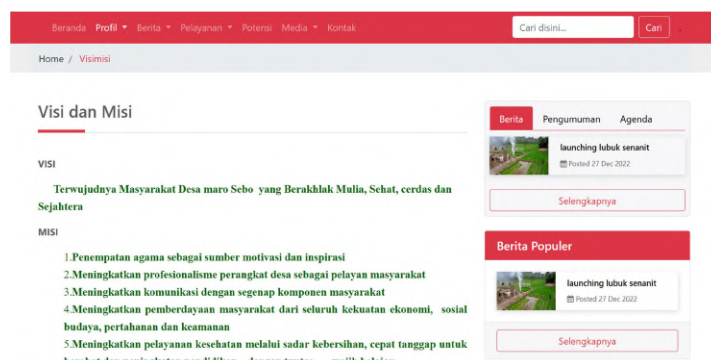 Beranda Profil Berita Pelayanan Potensi Media Kontak Cari disini... Cari
Home / Visimisi
Visi dan Misi
VISI
Terwujudnya Masyarakat Desa maro Sebo yang Berakhlak Mulia, Sehat, cerdas dan
Sejahtera
MISI
1.Penempatan agama sebagai sumber motivasi dan inspirasi
2.Meningkatkan profesionalisme perangkat desa sebagai pelayan masyarakat
3.Meningkatkan komunikasi dengan segenap komponen masyarakat
4.Meningkatkan pemberdayaan masyarakat dari seluruh kekuatan ekonomi, sosial
budaya, pertahanan dan keamanan
5.Meningkatkan pelayanan kesehatan melalui sadar kebersihan, cepat tanggap untuk
Berita Pengumuman Agenda
launching lubuk senanit
Posted 27 Dec 2022
Selengkapnya
Berita Populer
launching lubuk senanit
Posted 27 Dec 2022
Selengkapnya